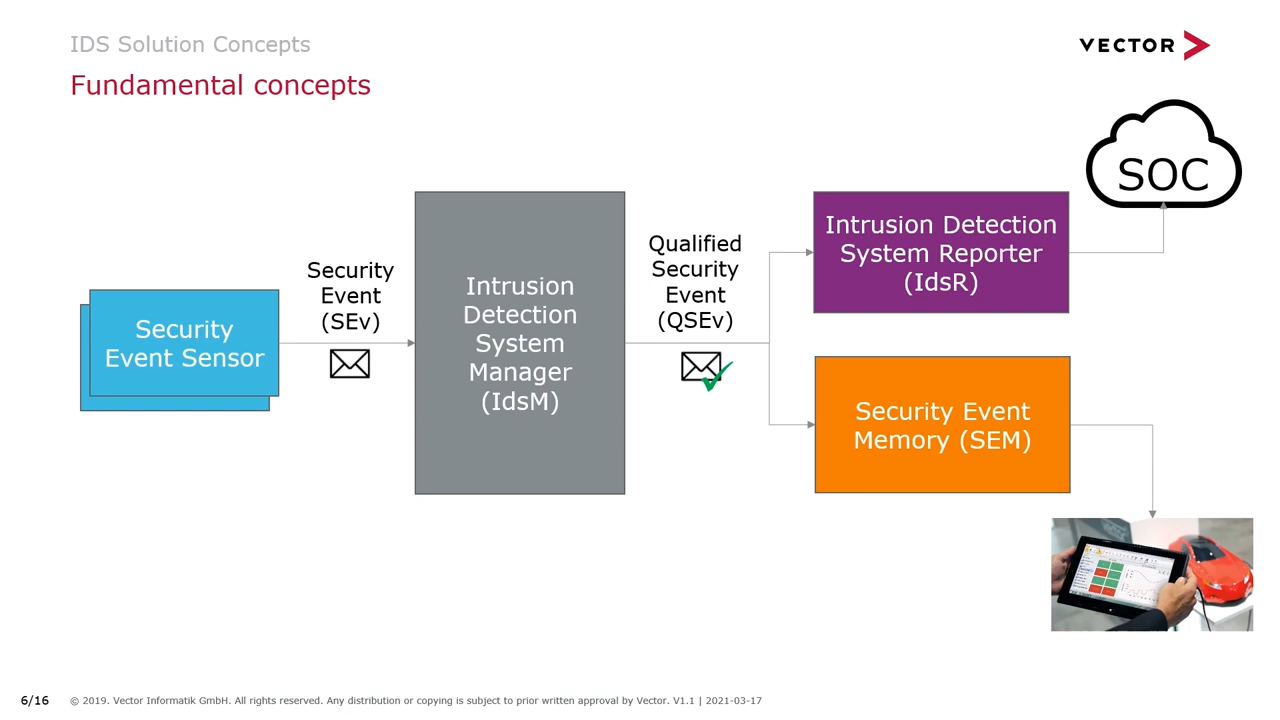 IDS Solution Concepts
Fundamental concepts
VECTOR
SOC
Security
Event Sensor
Security
Event
(SEv)
Intrusion
Detection
System
Manager
(IdsM)
Qualified
Security
Event
(QSEv)
Intrusion Detection
System Reporter
(IdsR)
Security Event
Memory (SEM)
6/16
© 2019. Vector Informatik GmbH. All rights reserved. Any distribution or copying is subject to prior written approval by Vector. V1.1 | 2021-03-17